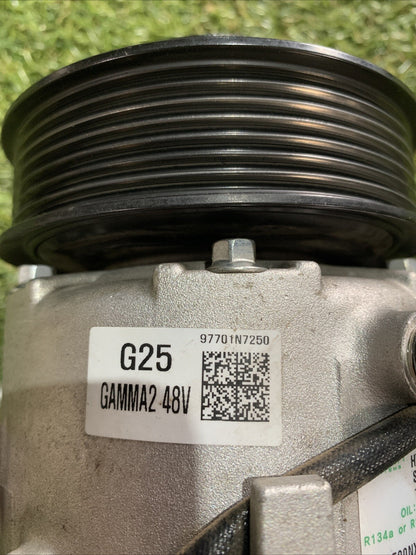 97701N7250
G25
GAMMA2 48V
OIL:
R134a or R